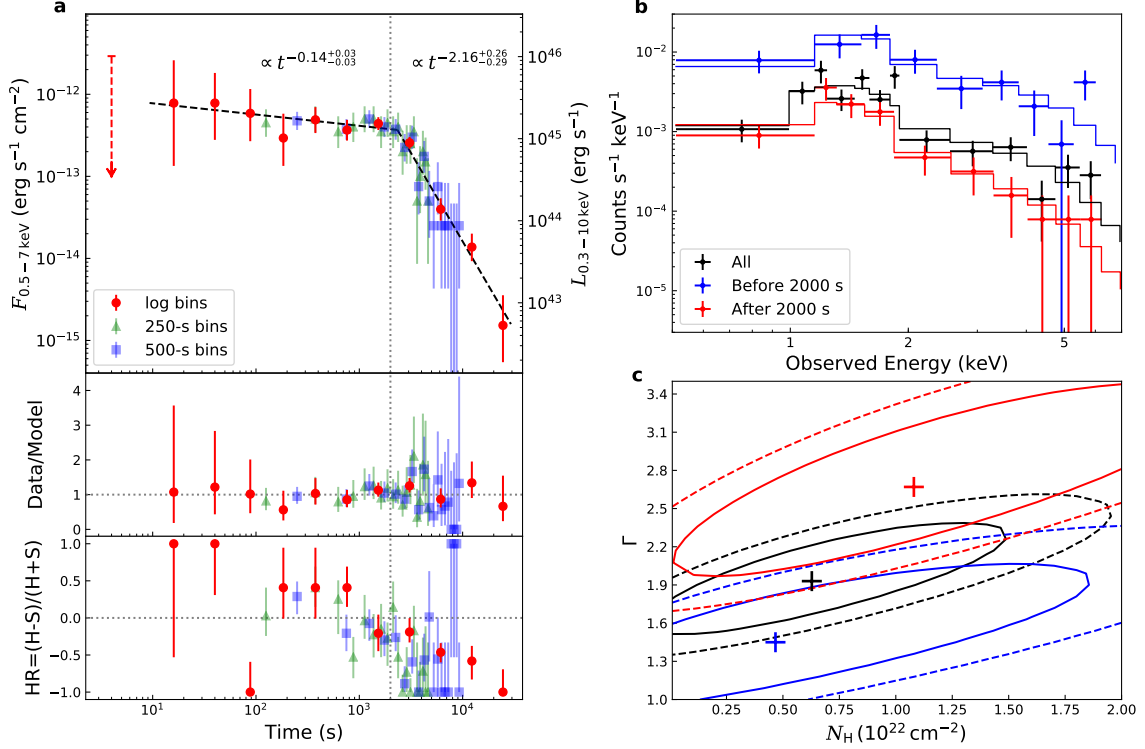 a
∝ t^{-0.14^{+0.03}_{-0.03}}
∝ t^{-2.16^{+0.26}_{-0.29}}
F_{0.5−7 keV} (erg s^{−1} cm^{−2})
10^{−12}
10^{−13}
10^{−14}
10^{−15}
L_{0.3−10 keV} (erg s^{−1})
10^{46}
10^{45}
10^{44}
10^{43}
log bins
250-s bins
500-s bins
Data/Model
4
3
2
1
0
HR=(H-S)/(H+S)
1.0
0.5
0.0
-0.5
-1.0
10^1
10^2
10^3
10^4
Time (s)
b
Counts s^{−1} keV^{−1}
10^{−2}
10^{−3}
10^{−4}
10^{−5}
All
Before 2000 s
After 2000 s
1
2
5
Observed Energy (keV)
c
Γ
3.4
3.1
2.8
2.5
2.2
1.9
1.6
1.3
1.0
0.25 0.50 0.75 1.00 1.25 1.50 1.75 2.00
N_H (10^{22} cm^{−2})